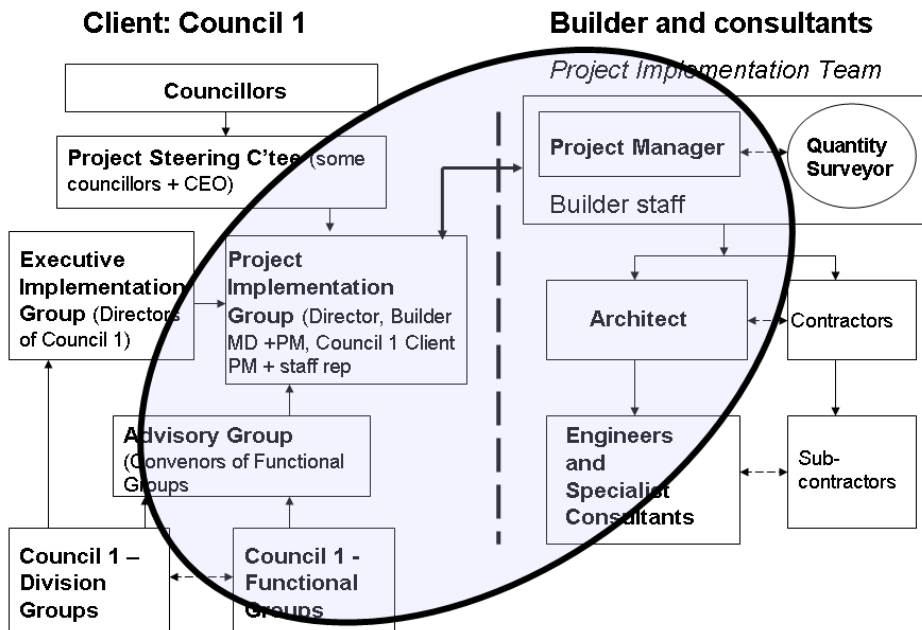 Client: Council 1
Builder and consultants
Project Implementation Team
Councillors
Project Steering C'tee (some
councillors + CEO)
Project Manager
Quantity
Surveyor
Builder staff
Executive
Implementation
Group (Directors
of Council 1)
Project
Implementation
Group (Director, Builder
MD +PM, Council 1 Client
PM + staff rep
Architect
Contractors
Advisory Group
(Convenors of Functional
Groups
Engineers
and
Specialist
Consultants
Sub-
contractors
Council 1 –
Division
Groups
Council 1 -
Functional
Groups